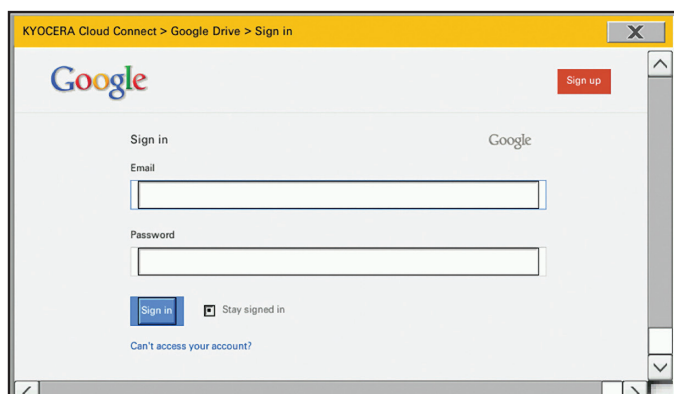 KYOCERA Cloud Connect > Google Drive > Sign in
X
Google
Sign up
Sign in
Google
Email
Password
Sign in
Stay signed in
Can't access your account?